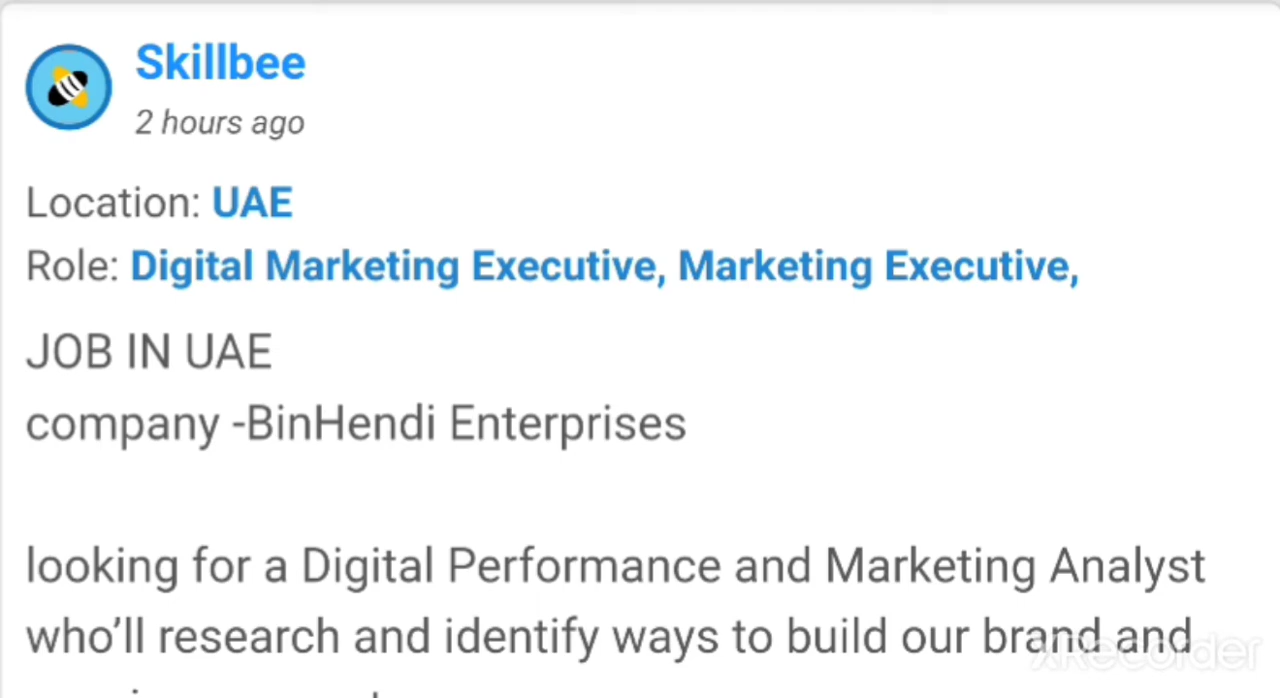 Skillbee
2 hours ago
Location: UAE
Role: Digital Marketing Executive, Marketing Executive,
JOB IN UAE
company -BinHendi Enterprises
looking for a Digital Performance and Marketing Analyst
who’ll research and identify ways to build our brand and
XRecorder